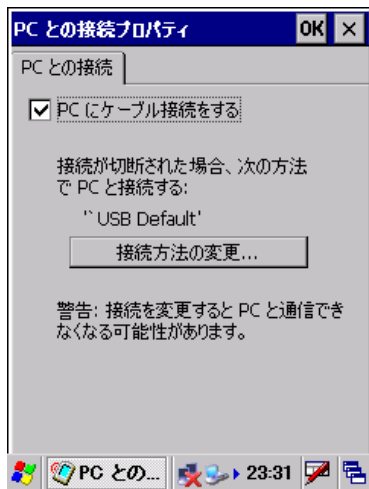 PC との接続プロパティ OK ×
PC との接続
PC にケーブル接続をする
接続が切断された場合、次の方法
で PC と接続する:
'`USB Default'
接続方法の変更...
警告: 接続を変更すると PC と通信でき
なくなる可能性があります。
PC との... 23:31